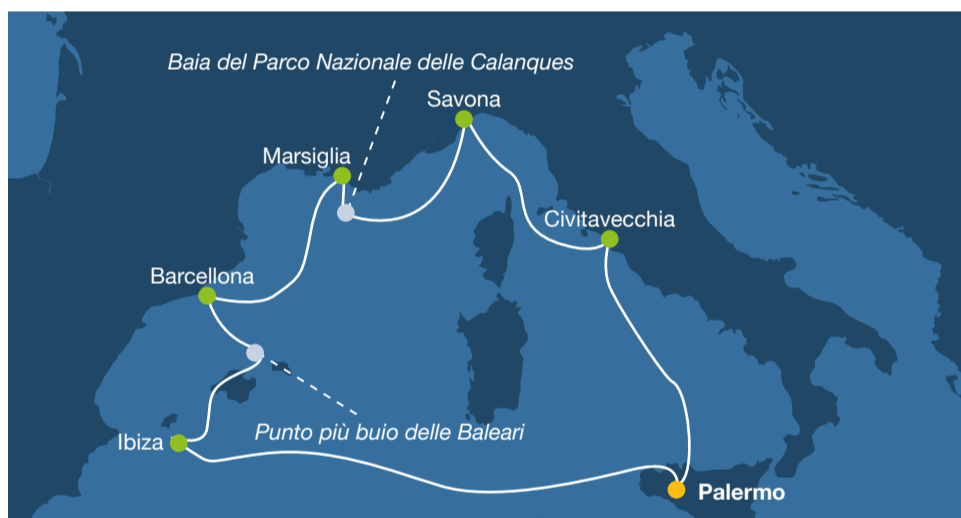 Baia del Parco Nazionale delle Calanques
Savona
Marsiglia
Civitavecchia
Barcellona
Punto più buio delle Baleari
Ibiza
Palermo